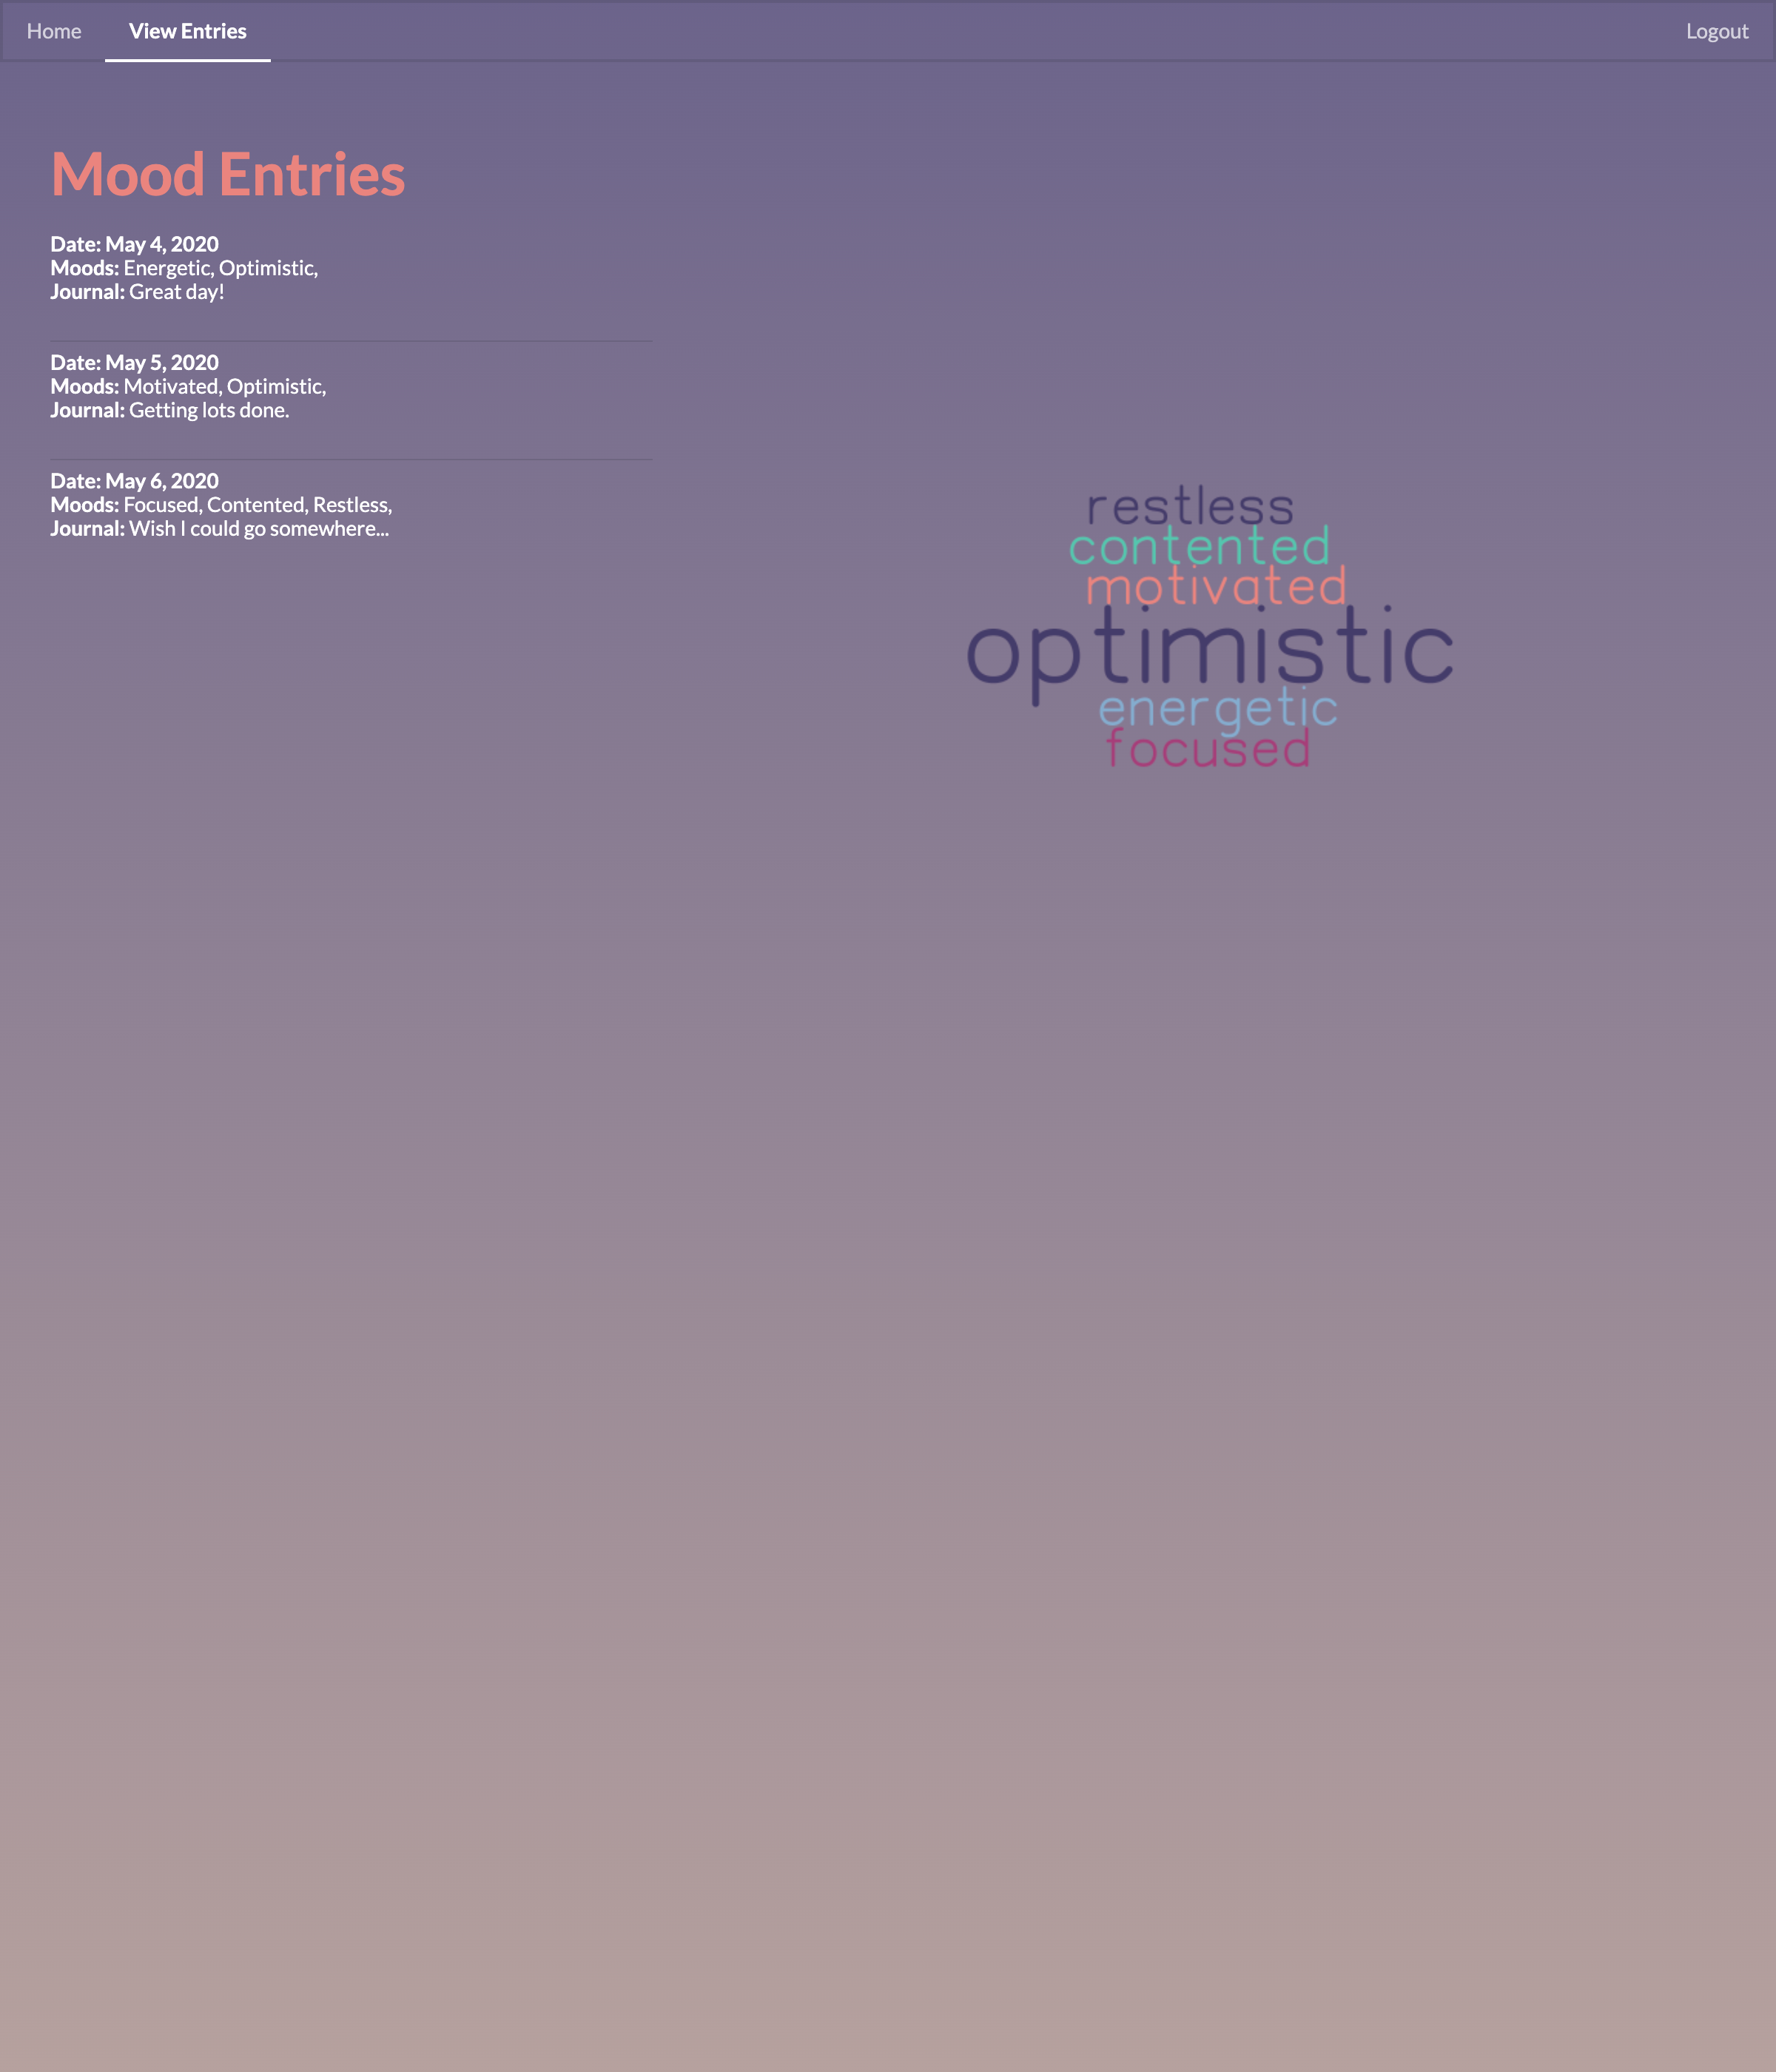 Home View Entries Logout
Mood Entries
Date: May 4, 2020
Moods: Energetic, Optimistic,
Journal: Great day!
Date: May 5, 2020
Moods: Motivated, Optimistic,
Journal: Getting lots done.
Date: May 6, 2020
Moods: Focused, Contented, Restless,
Journal: Wish I could go somewhere...
restless
contented
motivated
optimistic
energetic
focused